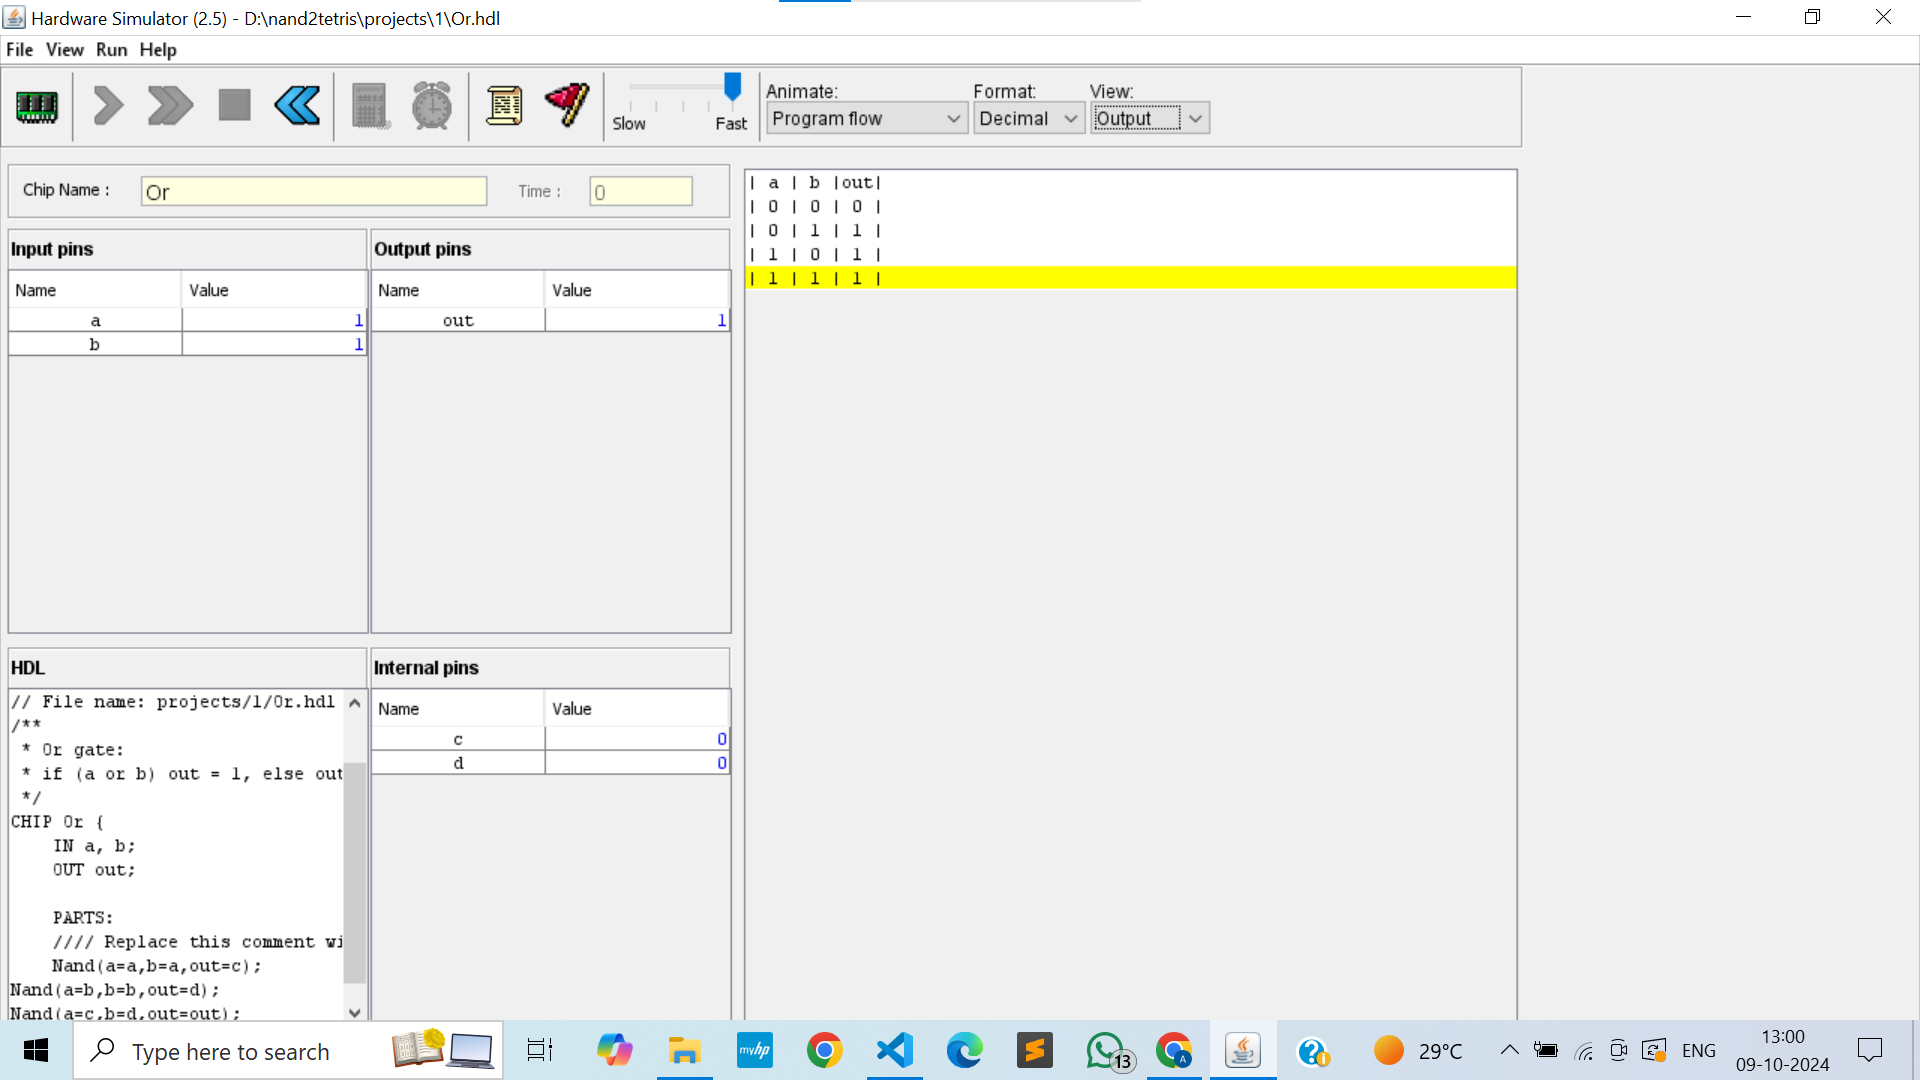 Hardware Simulator (2.5) - D:\nand2tetris\projects\1\Or.hdl
File View Run Help
Slow Fast
Animate:
Program flow
Format:
Decimal
View:
Output
Chip Name :
Or
Time :
0
Input pins
Name Value
a 1
b 1
Output pins
Name Value
out 1
| a | b |out|
| 0 | 0 | 0 |
| 0 | 1 | 1 |
| 1 | 0 | 1 |
| 1 | 1 | 1 |
HDL
// File name: projects/1/Or.hdl
/**
* Or gate:
* if (a or b) out = 1, else out
*/
CHIP Or {
IN a, b;
OUT out;
PARTS:
//// Replace this comment wi
Nand(a=a,b=a,out=c);
Nand(a=b,b=b,out=d);
Nand(a=c,b=d,out=out);
Internal pins
Name Value
c 0
d 0
Type here to search
myhp
13
A
29°C
ENG
13:00
09-10-2024